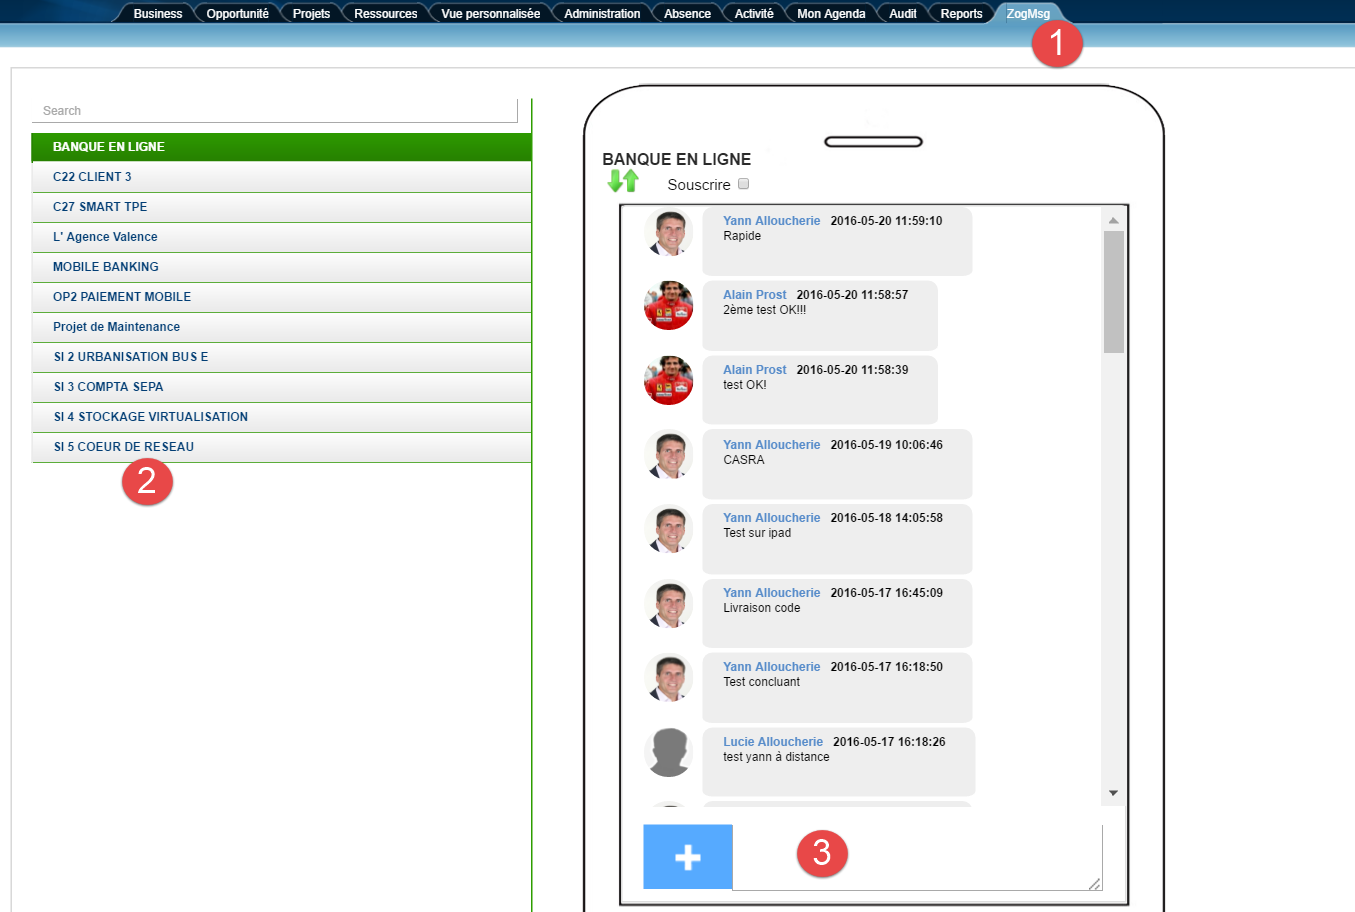 Business Opportunité Projets Ressources Vue personnalisée Administration Absence Activité Mon Agenda Audit Reports ZogMsg
1
Search
BANQUE EN LIGNE
C22 CLIENT 3
C27 SMART TPE
L' Agence Valence
MOBILE BANKING
OP2 PAIEMENT MOBILE
Projet de Maintenance
SI 2 URBANISATION BUS E
SI 3 COMPTA SEPA
SI 4 STOCKAGE VIRTUALISATION
SI 5 COEUR DE RESEAU
2
BANQUE EN LIGNE
Souscrire
Yann Alloucherie 2016-05-20 11:59:10
Rapide
Alain Prost 2016-05-20 11:58:57
2ème test OK!!!
Alain Prost 2016-05-20 11:58:39
test OK!
Yann Alloucherie 2016-05-19 10:06:46
CASRA
Yann Alloucherie 2016-05-18 14:05:58
Test sur ipad
Yann Alloucherie 2016-05-17 16:45:09
Livraison code
Yann Alloucherie 2016-05-17 16:18:50
Test concluant
Lucie Alloucherie 2016-05-17 16:18:26
test yann à distance
3